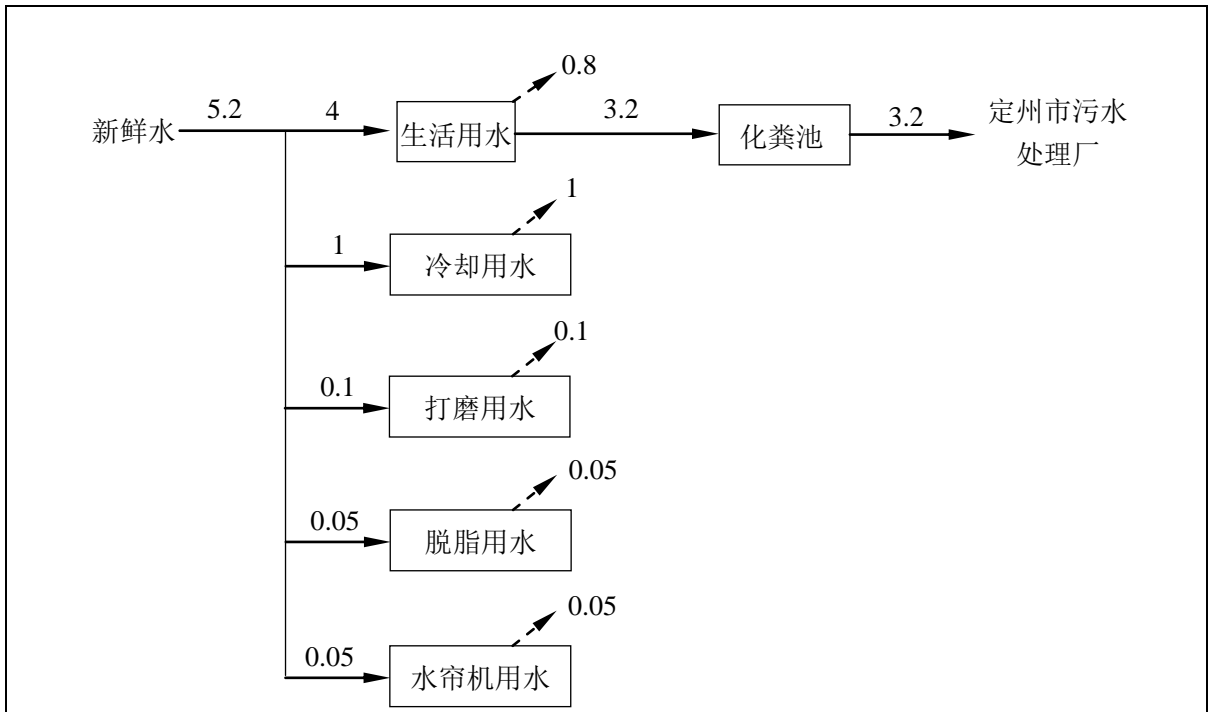 0.8
5.2
4
3.2
3.2
新鲜水
生活用水
化粪池
定州市污水
处理厂
1
1
冷却用水
0.1
0.1
打磨用水
0.05
0.05
脱脂用水
0.05
0.05
水帘机用水